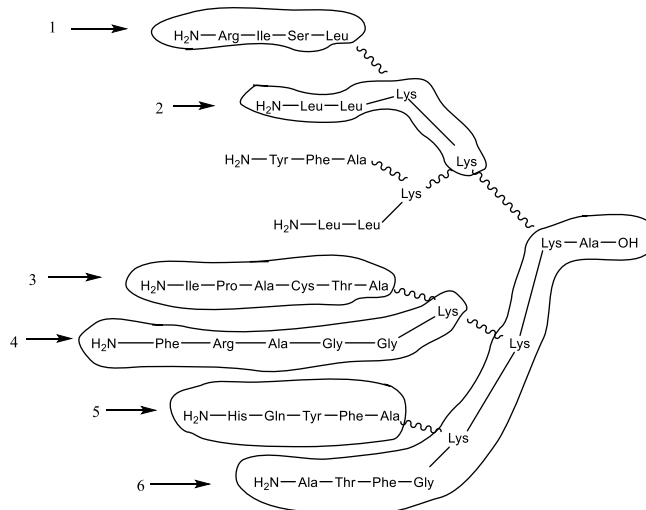 1
H2N—Arg—Ile—Ser—Leu
2
H2N—Leu—Leu—Lys
Lys
H2N—Tyr—Phe—Ala
Lys
H2N—Leu—Leu
Lys—Ala—OH
3
H2N—Ile—Pro—Ala—Cys—Thr—Ala
Lys
4
H2N—Phe—Arg—Ala—Gly—Gly
Lys
5
H2N—His—Gln—Tyr—Phe—Ala
Lys
6
H2N—Ala—Thr—Phe—Gly